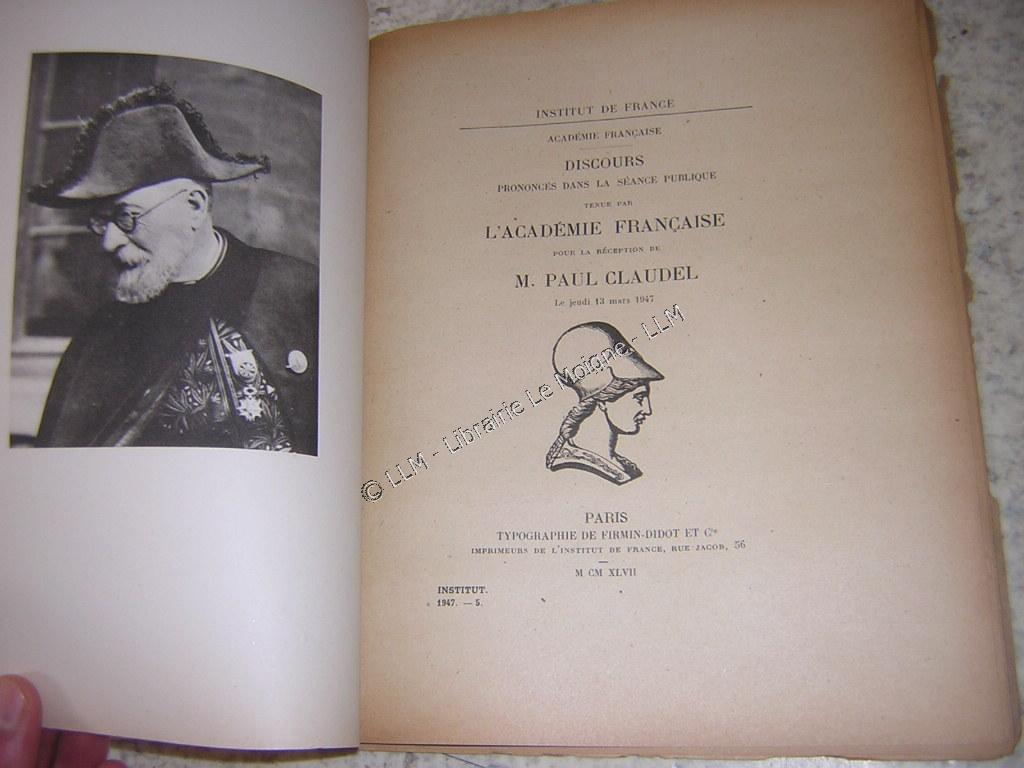 INSTITUT DE FRANCE
ACADÉMIE FRANÇAISE
DISCOURS
PRONONCÉS DANS LA SÉANCE PUBLIQUE
TENUE PAR
L'ACADÉMIE FRANÇAISE
POUR LA RÉCEPTION DE
M. PAUL CLAUDEL
Le jeudi 13 mars 1947
© LLM - Librairie Le Moigne - LLM
PARIS
TYPOGRAPHIE DE FIRMIN-DIDOT ET Cie
IMPRIMEURS DE L'INSTITUT DE FRANCE, RUE JACOB, 56
M CM XLVII
INSTITUT.
1947. — 5.